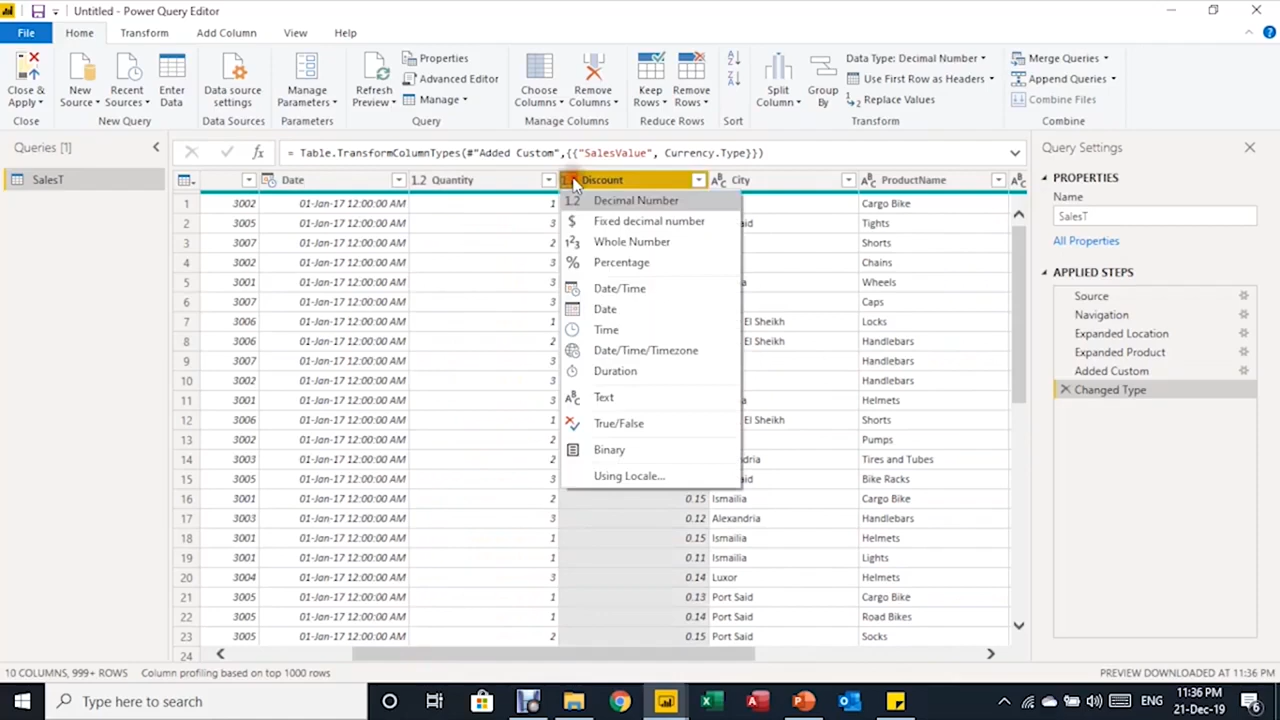 Untitled - Power Query Editor
File
Home
Transform
Add Column
View
Help
Close &
Apply
Close
New
Source
Recent
Sources
Enter
Data
New Query
Data source
settings
Data Sources
Manage
Parameters
Parameters
Refresh
Preview
Properties
Advanced Editor
Manage
Query
Choose
Columns
Remove
Columns
Manage Columns
Keep
Rows
Remove
Rows
Reduce Rows
Sort
Split
Column
Group
By
Data Type: Decimal Number
Use First Row as Headers
Replace Values
Transform
Merge Queries
Append Queries
Combine Files
Combine
Queries [1]
SalesT
fx
= Table.TransformColumnTypes(#"Added Custom",{{"SalesValue", Currency.Type}})
Date
1.2 Quantity
Discount
ABC City
ABC ProductName
ABC
1 3002 01-Jan-17 12:00:00 AM 1 Cargo Bike
2 3005 01-Jan-17 12:00:00 AM 3 aid Tights
3 3007 01-Jan-17 12:00:00 AM 2 Shorts
4 3002 01-Jan-17 12:00:00 AM 3 Chains
5 3001 01-Jan-17 12:00:00 AM 3 a Wheels
6 3007 01-Jan-17 12:00:00 AM 3 Caps
7 3006 01-Jan-17 12:00:00 AM 1 El Sheikh Locks
8 3006 01-Jan-17 12:00:00 AM 2 El Sheikh Handlebars
9 3007 01-Jan-17 12:00:00 AM 3 Handlebars
10 3002 01-Jan-17 12:00:00 AM 3 Handlebars
11 3001 01-Jan-17 12:00:00 AM 3 a Helmets
12 3006 01-Jan-17 12:00:00 AM 1 El Sheikh Shorts
13 3002 01-Jan-17 12:00:00 AM 2 Pumps
14 3003 01-Jan-17 12:00:00 AM 2 ndria Tires and Tubes
15 3005 01-Jan-17 12:00:00 AM 3 aid Bike Racks
16 3001 01-Jan-17 12:00:00 AM 2 0.15 Ismailia Cargo Bike
17 3003 01-Jan-17 12:00:00 AM 3 0.12 Alexandria Handlebars
18 3001 01-Jan-17 12:00:00 AM 1 0.15 Ismailia Helmets
19 3001 01-Jan-17 12:00:00 AM 1 0.11 Ismailia Lights
20 3004 01-Jan-17 12:00:00 AM 3 0.14 Luxor Helmets
21 3005 01-Jan-17 12:00:00 AM 1 0.13 Port Said Cargo Bike
22 3005 01-Jan-17 12:00:00 AM 1 0.14 Port Said Road Bikes
23 3005 01-Jan-17 12:00:00 AM 2 0.15 Port Said Socks
24
1.2 Decimal Number
$ Fixed decimal number
123 Whole Number
% Percentage
Date/Time
Date
Time
Date/Time/Timezone
Duration
ABC Text
True/False
Binary
Using Locale...
Query Settings
PROPERTIES
Name
SalesT
All Properties
APPLIED STEPS
Source
Navigation
Expanded Location
Expanded Product
Added Custom
Changed Type
10 COLUMNS, 999+ ROWS
Column profiling based on top 1000 rows
PREVIEW DOWNLOADED AT 11:36 PM
Type here to search
ENG
11:36 PM
21-Dec-19
6